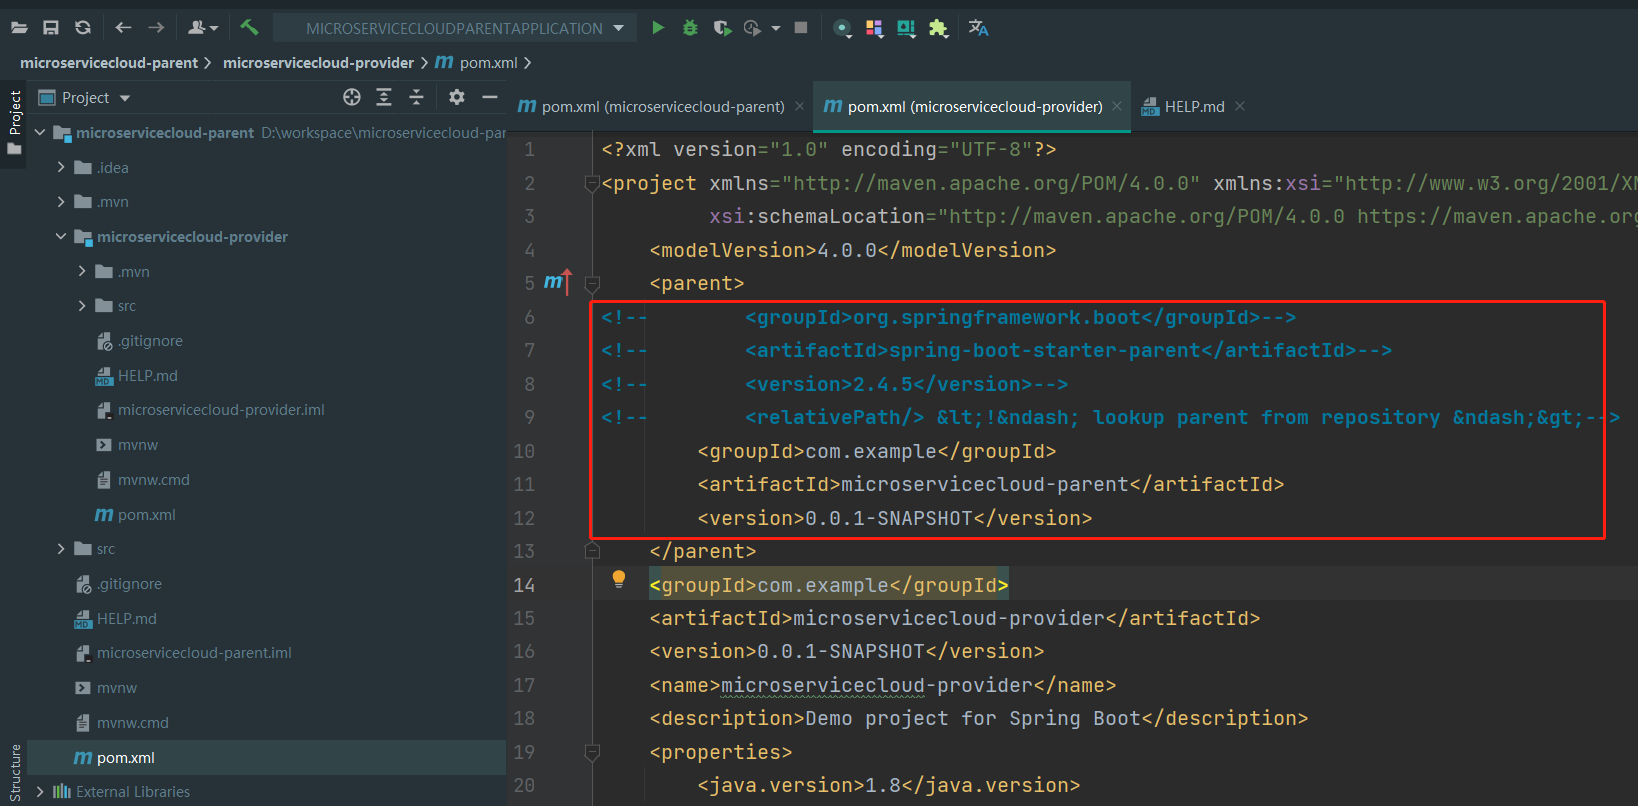 MICROSERVICECLOUDPARENTAPPLICATION
microservicecloud-parent > microservicecloud-provider > m pom.xml >
Project
Project
m pom.xml (microservicecloud-parent) ×
m pom.xml (microservicecloud-provider) ×
MD HELP.md ×
microservicecloud-parent D:\workspace\microservicecloud-par
.idea
.mvn
microservicecloud-provider
.mvn
src
.gitignore
MD HELP.md
microservicecloud-provider.iml
mvnw
mvnw.cmd
m pom.xml
src
.gitignore
MD HELP.md
microservicecloud-parent.iml
mvnw
mvnw.cmd
m pom.xml
External Libraries
Structure
1 <?xml version="1.0" encoding="UTF-8"?>
2 <project xmlns="http://maven.apache.org/POM/4.0.0" xmlns:xsi="http://www.w3.org/2001/XM
3 xsi:schemaLocation="http://maven.apache.org/POM/4.0.0 https://maven.apache.org
4 <modelVersion>4.0.0</modelVersion>
5 m <parent>
6 <!-- <groupId>org.springframework.boot</groupId>-->
7 <!-- <artifactId>spring-boot-starter-parent</artifactId>-->
8 <!-- <version>2.4.5</version>-->
9 <!-- <relativePath/> &lt;!&ndash; lookup parent from repository &ndash;&gt;-->
10 <groupId>com.example</groupId>
11 <artifactId>microservicecloud-parent</artifactId>
12 <version>0.0.1-SNAPSHOT</version>
13 </parent>
14 <groupId>com.example</groupId>
15 <artifactId>microservicecloud-provider</artifactId>
16 <version>0.0.1-SNAPSHOT</version>
17 <name>microservicecloud-provider</name>
18 <description>Demo project for Spring Boot</description>
19 <properties>
20 <java.version>1.8</java.version>